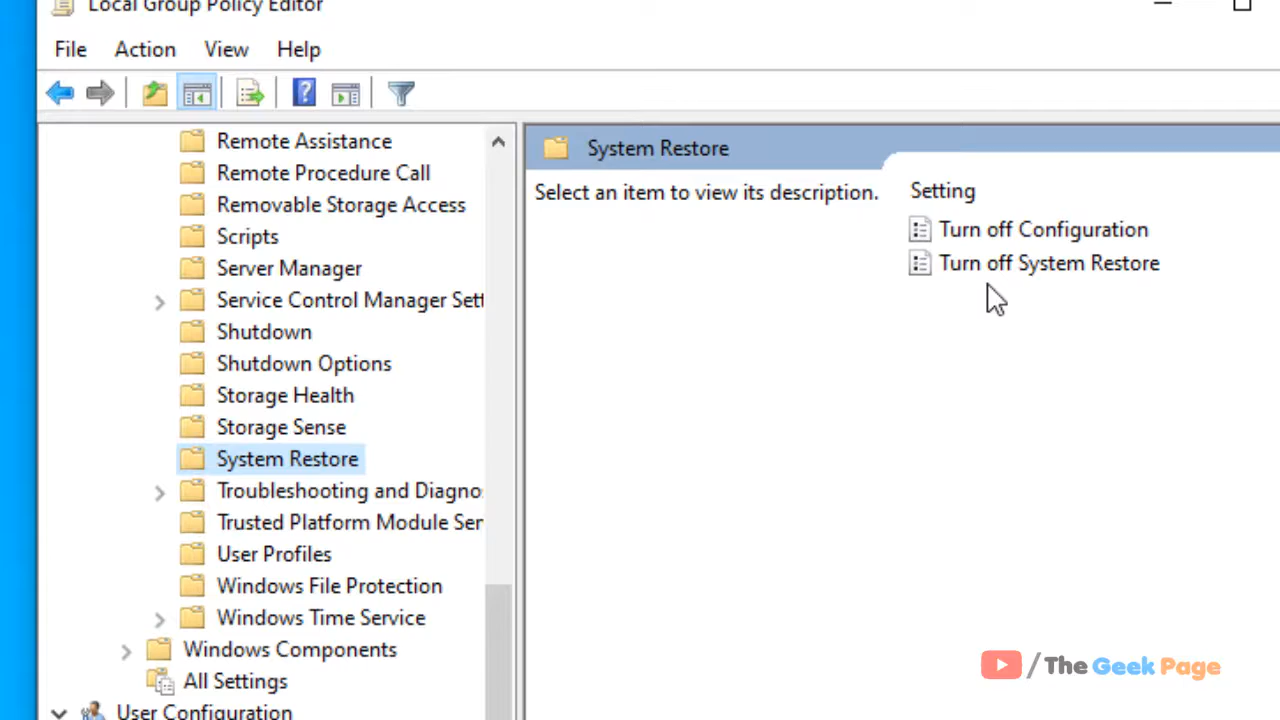 Local Group Policy Editor
File Action View Help
Remote Assistance
Remote Procedure Call
Removable Storage Access
Scripts
Server Manager
Service Control Manager Sett
Shutdown
Shutdown Options
Storage Health
Storage Sense
System Restore
Troubleshooting and Diagno
Trusted Platform Module Ser
User Profiles
Windows File Protection
Windows Time Service
Windows Components
All Settings
User Configuration
System Restore
Select an item to view its description.
Setting
Turn off Configuration
Turn off System Restore
/The Geek Page